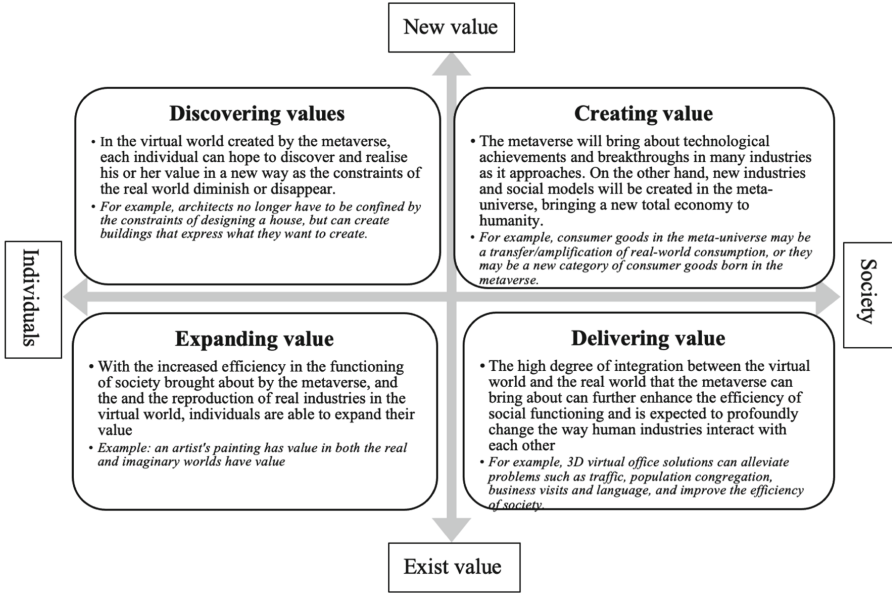 New value
Discovering values
• In the virtual world created by the metaverse,
each individual can hope to discover and realise
his or her value in a new way as the constraints of
the real world diminish or disappear.
• For example, architects no longer have to be confined by
the constraints of designing a house, but can create
buildings that express what they want to create.
Creating value
• The metaverse will bring about technological
achievements and breakthroughs in many industries
as it approaches. On the other hand, new industries
and social models will be created in the meta-
universe, bringing a new total economy to
humanity.
• For example, consumer goods in the meta-universe may be
a transfer/amplification of real-world consumption, or they
may be a new category of consumer goods born in the
metaverse.
Individuals
Society
Expanding value
• With the increased efficiency in the functioning
of society brought about by the metaverse, and
the and the reproduction of real industries in the
virtual world, individuals are able to expand their
value
• Example: an artist's painting has value in both the real
and imaginary worlds have value
Delivering value
• The high degree of integration between the virtual
world and the real world that the metaverse can
bring about can further enhance the efficiency of
social functioning and is expected to profoundly
change the way human industries interact with
each other
• For example, 3D virtual office solutions can alleviate
problems such as traffic, population congregation,
business visits and language, and improve the efficiency
of society.
Exist value